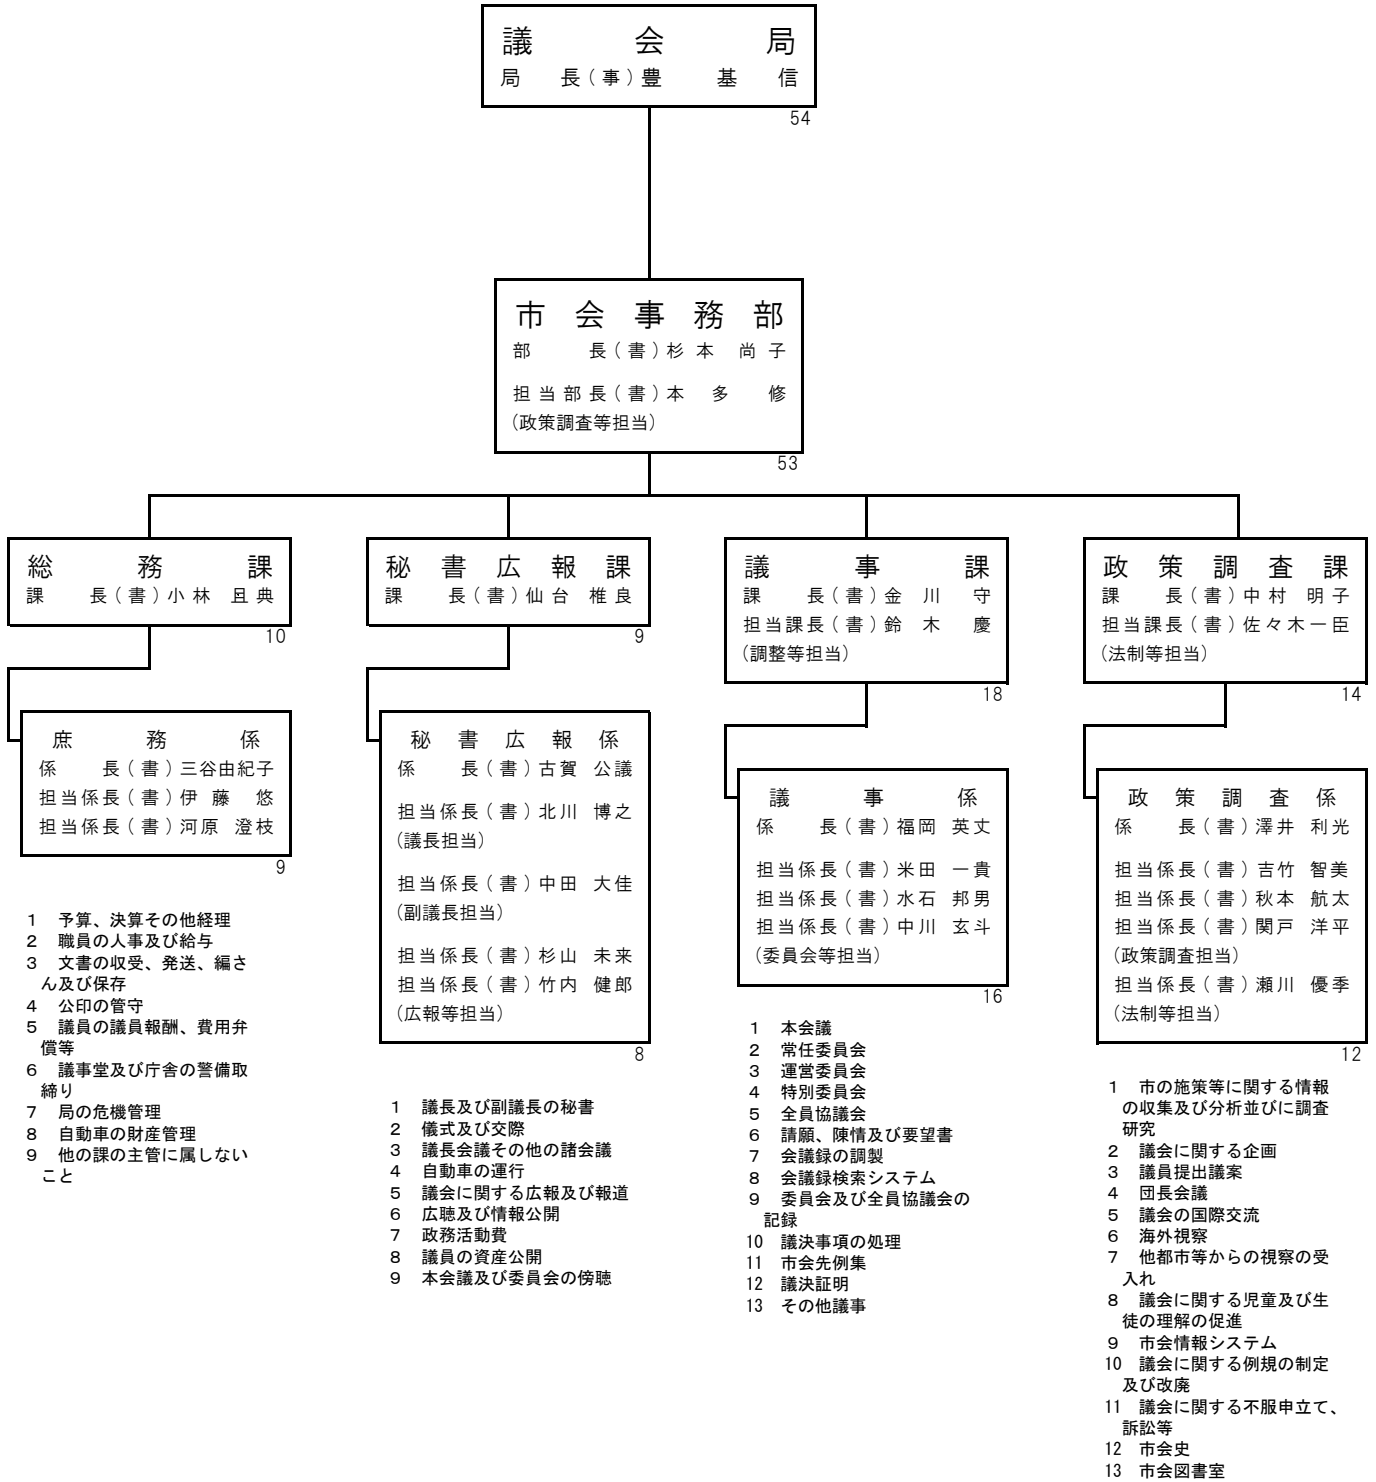 議会局
局長(事)豊基信
54
市会事務部
部長(書)杉本尚子
担当部長(書)本多修
(政策調査等担当)
53
総務課
課長(書)小林且典
10
庶務係
係長(書)三谷由紀子
担当係長(書)伊藤悠
担当係長(書)河原澄枝
9
1 予算、決算その他経理
2 職員の人事及び給与
3 文書の収受、発送、編さ
ん及び保存
4 公印の管守
5 議員の議員報酬、費用弁
償等
6 議事堂及び庁舎の警備取
締り
7 局の危機管理
8 自動車の財産管理
9 他の課の主管に属しない
こと
秘書広報課
課長(書)仙台椎良
9
秘書広報係
係長(書)古賀公議
担当係長(書)北川博之
(議長担当)
担当係長(書)中田大佳
(副議長担当)
担当係長(書)杉山未来
担当係長(書)竹内健郎
(広報等担当)
8
1 議長及び副議長の秘書
2 儀式及び交際
3 議長会議その他の諸会議
4 自動車の運行
5 議会に関する広報及び報道
6 広聴及び情報公開
7 政務活動費
8 議員の資産公開
9 本会議及び委員会の傍聴
議事課
課長(書)金川守
担当課長(書)鈴木慶
(調整等担当)
18
議事係
係長(書)福岡英丈
担当係長(書)米田一貴
担当係長(書)水石邦男
担当係長(書)中川玄斗
(委員会等担当)
16
1 本会議
2 常任委員会
3 運営委員会
4 特別委員会
5 全員協議会
6 請願、陳情及び要望書
7 会議録の調製
8 会議録検索システム
9 委員会及び全員協議会の
記録
10 議決事項の処理
11 市会先例集
12 議決証明
13 その他議事
政策調査課
課長(書)中村明子
担当課長(書)佐々木一臣
(法制等担当)
14
政策調査係
係長(書)澤井利光
担当係長(書)吉竹智美
担当係長(書)秋本航太
担当係長(書)関戸洋平
(政策調査担当)
担当係長(書)瀬川優季
(法制等担当)
12
1 市の施策等に関する情報
の収集及び分析並びに調査
研究
2 議会に関する企画
3 議員提出議案
4 団長会議
5 議会の国際交流
6 海外視察
7 他都市等からの視察の受
入れ
8 議会に関する児童及び生
徒の理解の促進
9 市会情報システム
10 議会に関する例規の制定
及び改廃
11 議会に関する不服申立て、
訴訟等
12 市会史
13 市会図書室